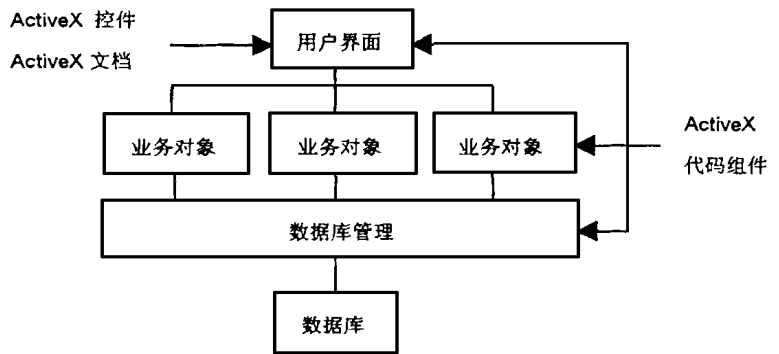 ActiveX 控件
用户界面
ActiveX 文档
业务对象
业务对象
业务对象
ActiveX
代码组件
数据库管理
数据库